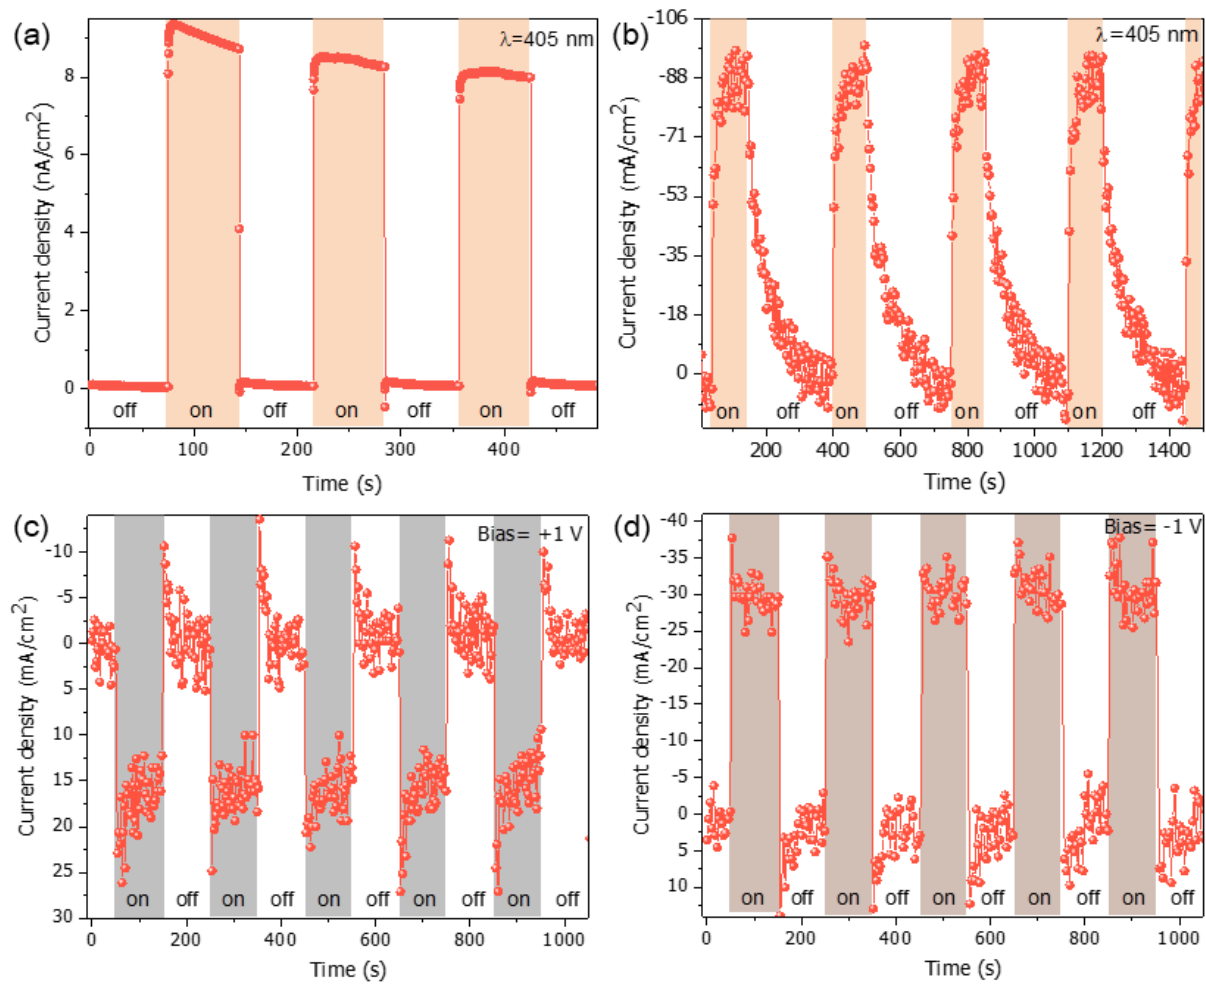 (a)
λ=405 nm
Current density (nA/cm²)
8
6
4
2
0
off on off on off on off
0 100 200 300 400
Time (s)
(b)
λ=405 nm
Current density (mA/cm²)
-106
-88
-71
-53
-35
-18
0
on off on off on off on off
200 400 600 800 1000 1200 1400
Time (s)
(c)
Bias= +1 V
Current density (mA/cm²)
-10
-5
0
5
10
15
20
25
30
on off on off on off on off on off
0 200 400 600 800 1000
Time (s)
(d)
Bias= -1 V
Current density (mA/cm²)
-40
-35
-30
-25
-20
-15
-10
-5
0
5
10
on off on off on off on off on off
0 200 400 600 800 1000
Time (s)